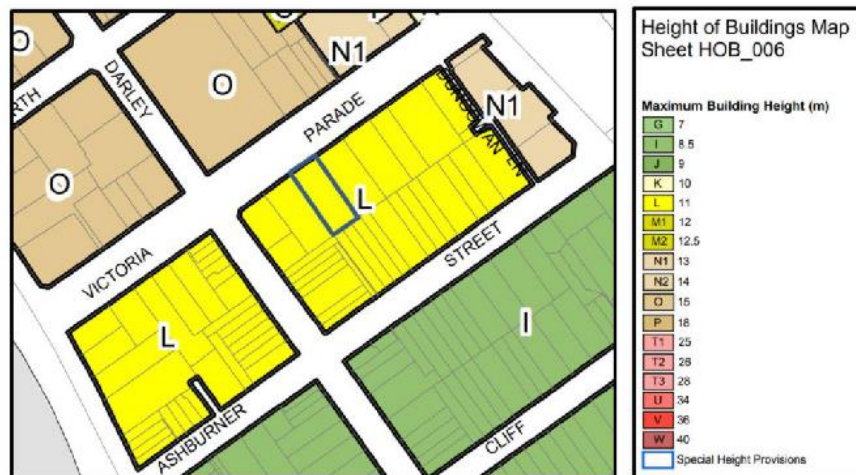 O
RTH
DARLEY
O
N1
PARADE
N1
O
L
VICTORIA
STREET
L
I
ASHBURNER
CLIFF
Height of Buildings Map
Sheet HOB_006
Maximum Building Height (m)
G 7
I 8.5
J 9
K 10
L 11
M1 12
M2 12.5
N1 13
N2 14
O 15
P 18
T1 25
T2 26
T3 28
U 34
V 36
W 40
Special Height Provisions